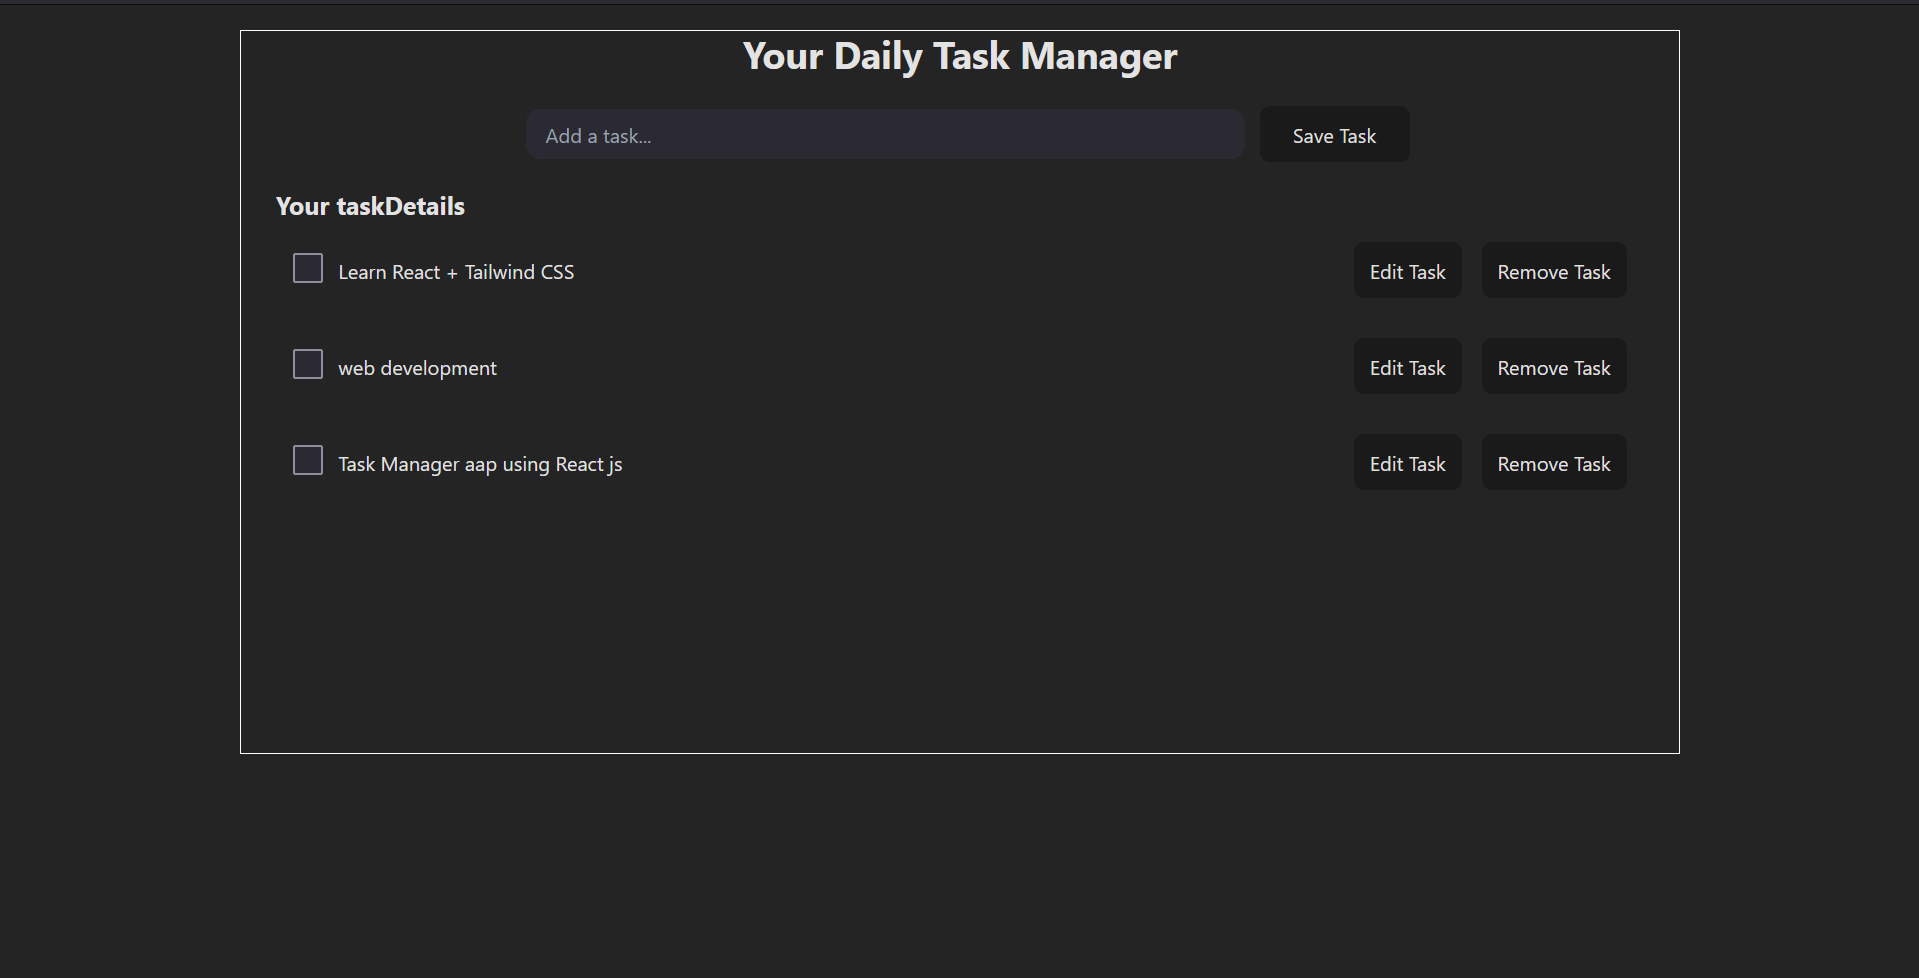 Your Daily Task Manager
Add a task...
Save Task
Your taskDetails
Learn React + Tailwind CSS
Edit Task
Remove Task
web development
Edit Task
Remove Task
Task Manager aap using React js
Edit Task
Remove Task